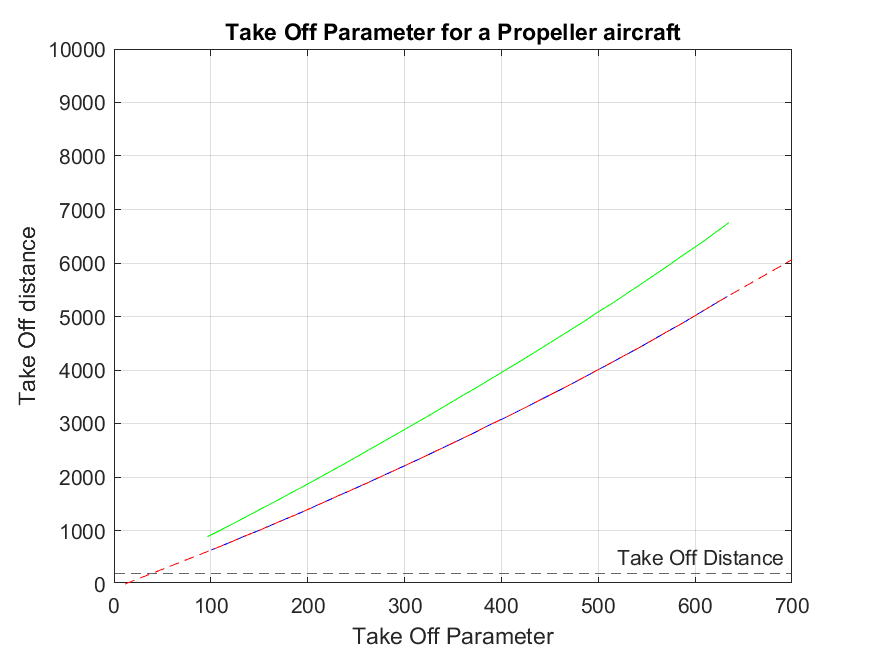 Take Off Parameter for a Propeller aircraft
10000
9000
8000
7000
6000
5000
4000
3000
2000
1000
0
Take Off distance
Take Off Distance
0 100 200 300 400 500 600 700
Take Off Parameter